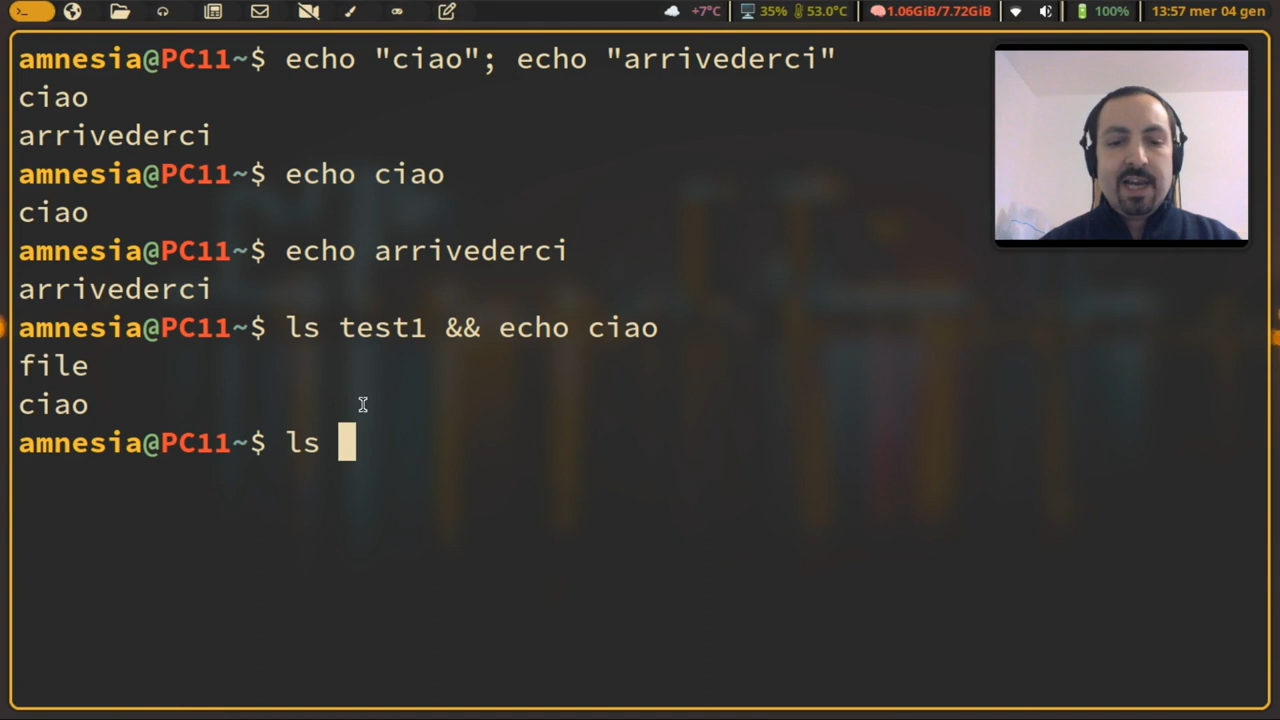 +7°C 35% 53.0°C 1.06GiB/7.72GiB 100% 13:57 mer 04 gen
amnesia@PC11~$ echo "ciao"; echo "arrivederci"
ciao
arrivederci
amnesia@PC11~$ echo ciao
ciao
amnesia@PC11~$ echo arrivederci
arrivederci
amnesia@PC11~$ ls test1 && echo ciao
file
ciao
amnesia@PC11~$ ls